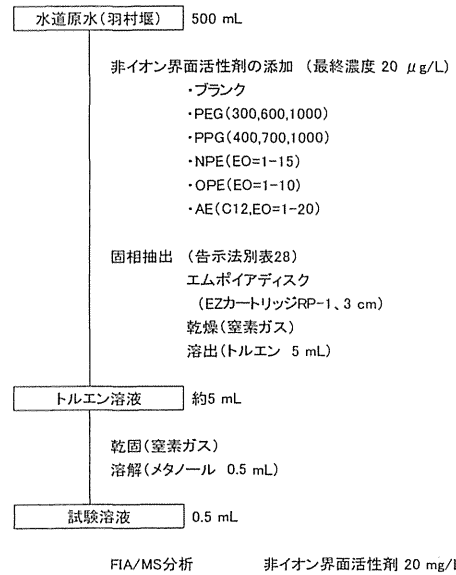 水道原水(羽村堰) 500 mL
非イオン界面活性剤の添加 (最終濃度 20 μg/L)
・ブランク
・PEG(300,600,1000)
・PPG(400,700,1000)
・NPE(EO=1-15)
・OPE(EO=1-10)
・AE(C12,EO=1-20)
固相抽出 (告示法別表28)
エムポイアディスク
(EZカートリッジRP-1、3 cm)
乾燥(窒素ガス)
溶出(トルエン 5 mL)
トルエン溶液 約5 mL
乾固(窒素ガス)
溶解(メタノール 0.5 mL)
試験溶液 0.5 mL
FIA/MS分析 非イオン界面活性剤 20 mg/